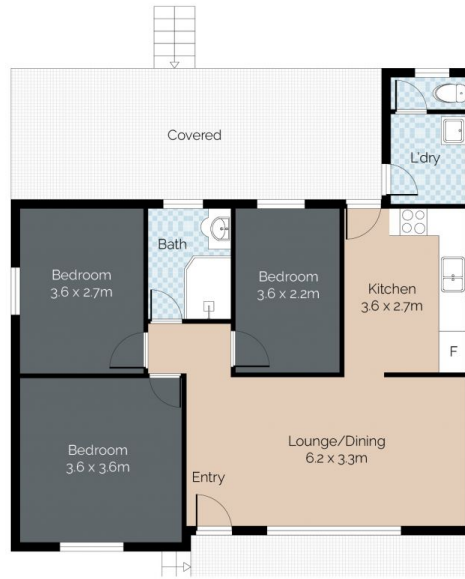 Covered
L'dry
Bath
Bedroom
3.6 x 2.7m
Bedroom
3.6 x 2.2m
Kitchen
3.6 x 2.7m
F
Bedroom
3.6 x 3.6m
Lounge/Dining
6.2 x 3.3m
Entry